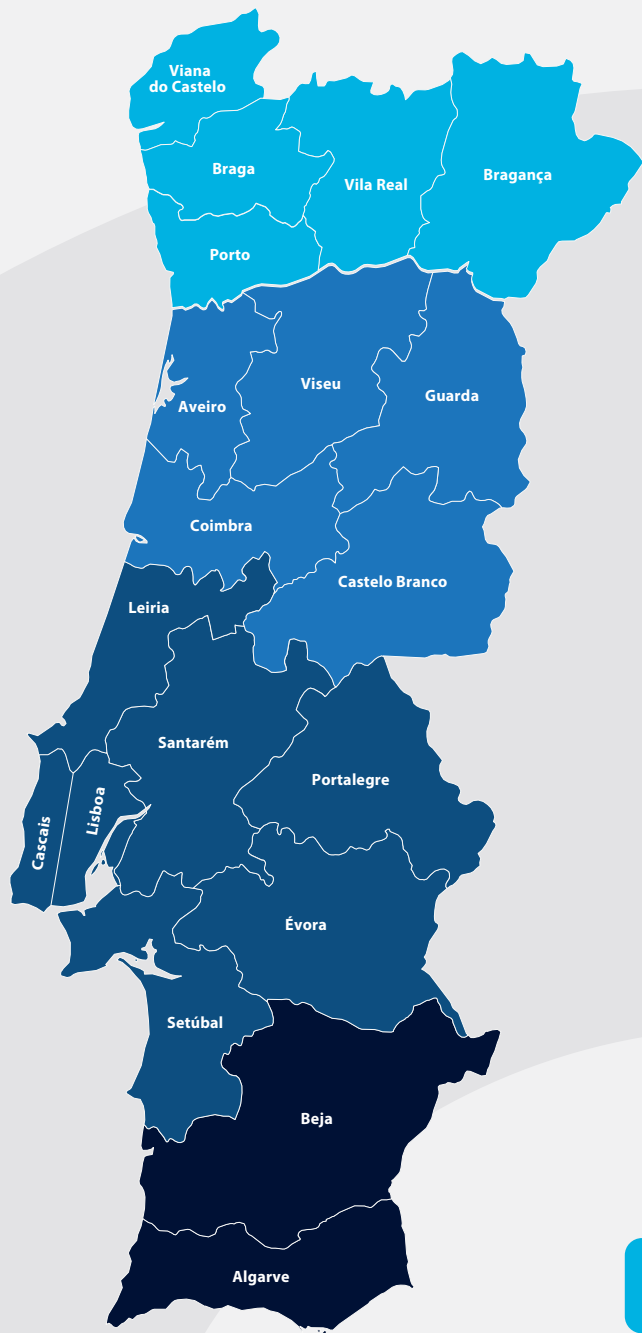 Viana
do Castelo
Braga
Vila Real
Bragança
Porto
Viseu
Guarda
Aveiro
Coimbra
Castelo Branco
Leiria
Santarém
Portalegre
Lisboa
Cascais
Évora
Setúbal
Beja
Algarve